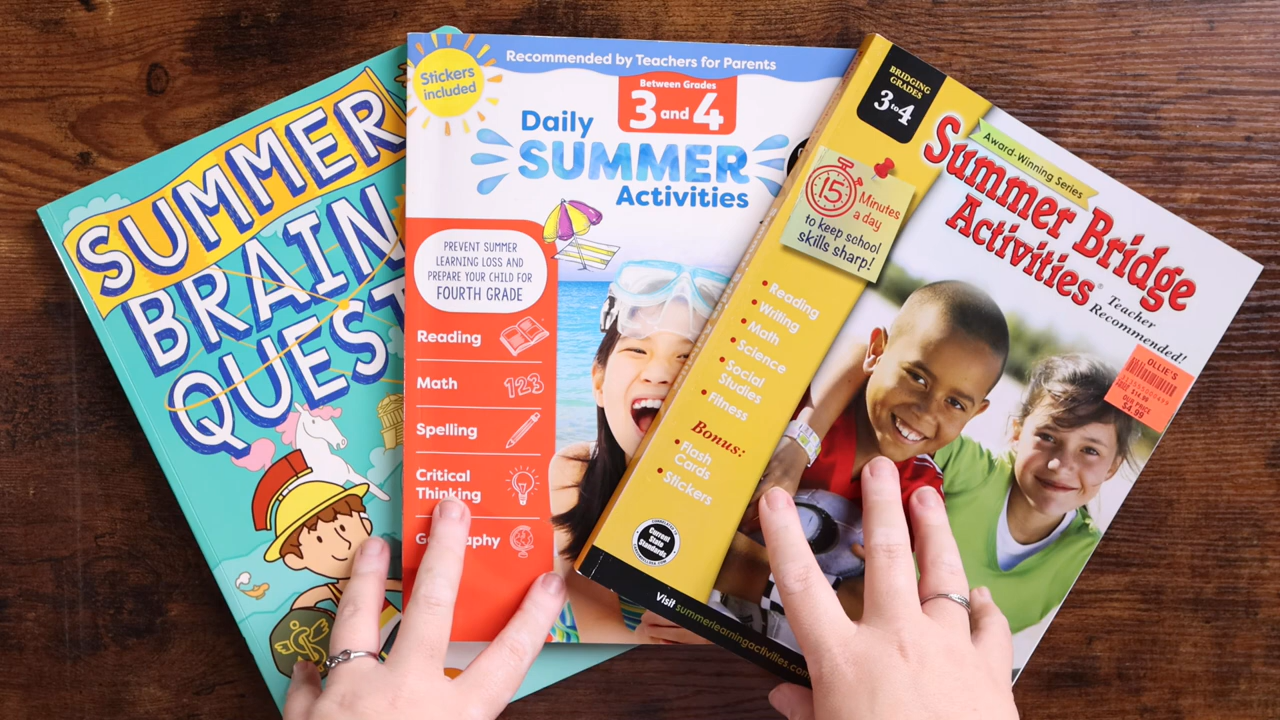 SUMMER
BRAIN
QUEST
Stickers
included
Recommended by Teachers for Parents
Between Grades
3 and 4
Daily
SUMMER
Activities
PREVENT SUMMER
LEARNING LOSS AND
PREPARE YOUR CHILD FOR
FOURTH GRADE
Reading
Math
123
Spelling
Critical
Thinking
BRIDGING
GRADES
3 to 4
Award-Winning Series
Summer Bridge
Activities®
Teacher
Recommended!
15 Minutes
a day
to keep school
skills sharp!
• Reading
• Writing
• Math
• Science
• Social
Studies
• Fitness
Bonus:
• Flash
Cards
• Stickers
Current
State
Standards
OLLIE'S
OUR PRICE
$4.99
Visit summerlearningactivities.com